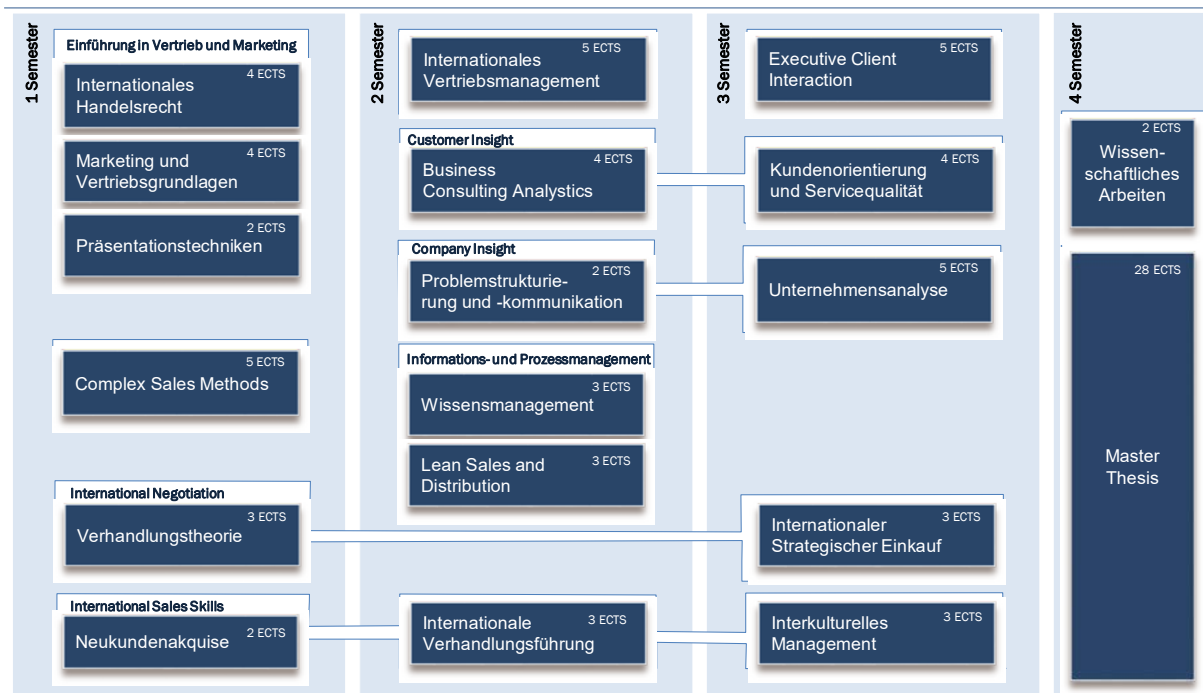 1 Semester
Einführung in Vertrieb und Marketing
4 ECTS
Internationales
Handelsrecht
4 ECTS
Marketing und
Vertriebsgrundlagen
2 ECTS
Präsentationstechniken
5 ECTS
Complex Sales Methods
International Negotiation
3 ECTS
Verhandlungstheorie
International Sales Skills
2 ECTS
Neukundenakquise
2 Semester
5 ECTS
Internationales
Vertriebsmanagement
Customer Insight
4 ECTS
Business
Consulting Analystics
Company Insight
2 ECTS
Problemstrukturie-
rung und -kommunikation
Informations- und Prozessmanagement
3 ECTS
Wissensmanagement
3 ECTS
Lean Sales and
Distribution
3 ECTS
Internationale
Verhandlungsführung
3 Semester
5 ECTS
Executive Client
Interaction
4 ECTS
Kundenorientierung
und Servicequalität
5 ECTS
Unternehmensanalyse
3 ECTS
Internationaler
Strategischer Einkauf
3 ECTS
Interkulturelles
Management
4 Semester
2 ECTS
Wissen-
schaftliches
Arbeiten
28 ECTS
Master
Thesis